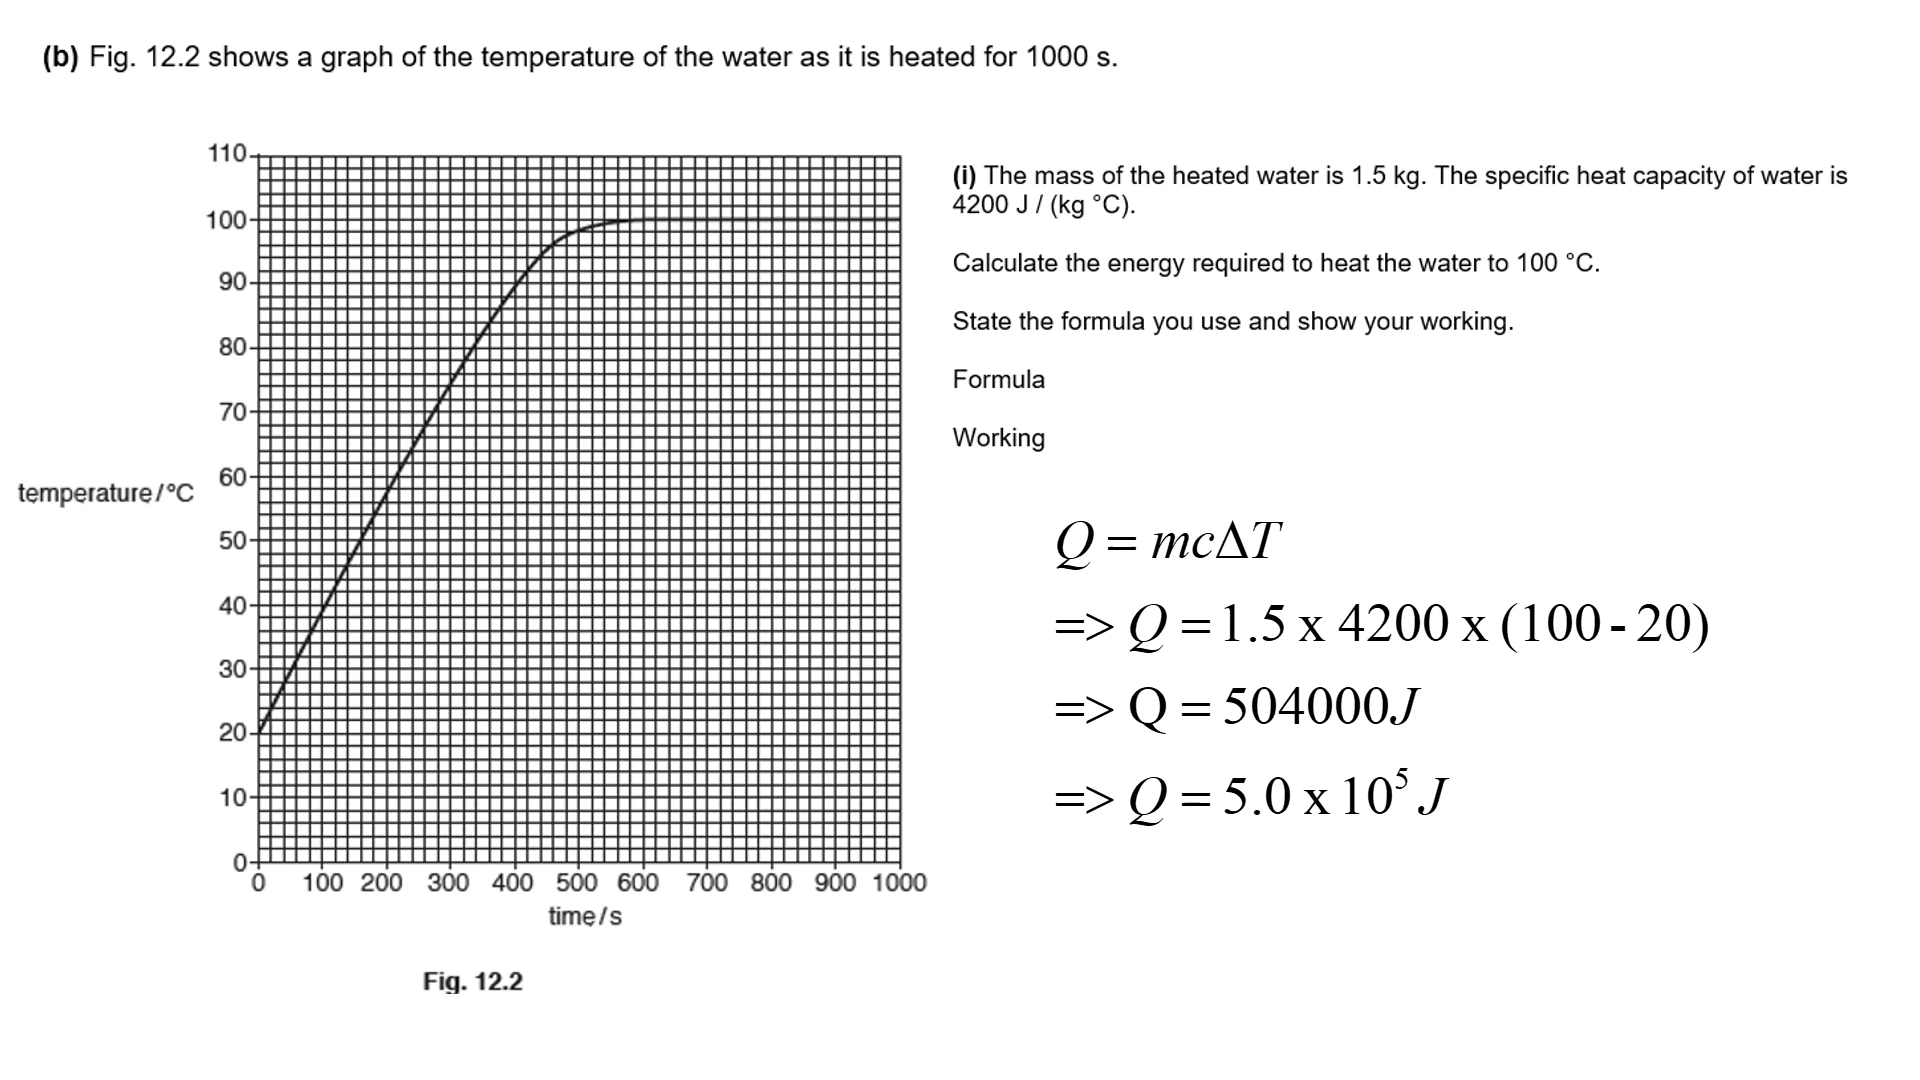 (b) Fig. 12.2 shows a graph of the temperature of the water as it is heated for 1000 s.
110
100
90
80
70
60
50
40
30
20
10
0
temperature/°C
0 100 200 300 400 500 600 700 800 900 1000
time/s
Fig. 12.2
(i) The mass of the heated water is 1.5 kg. The specific heat capacity of water is
4200 J / (kg °C).
Calculate the energy required to heat the water to 100 °C.
State the formula you use and show your working.
Formula
Working
Q = mcΔT
=> Q = 1.5 x 4200 x (100 - 20)
=> Q = 504000J
=> Q = 5.0 x 10⁵ J